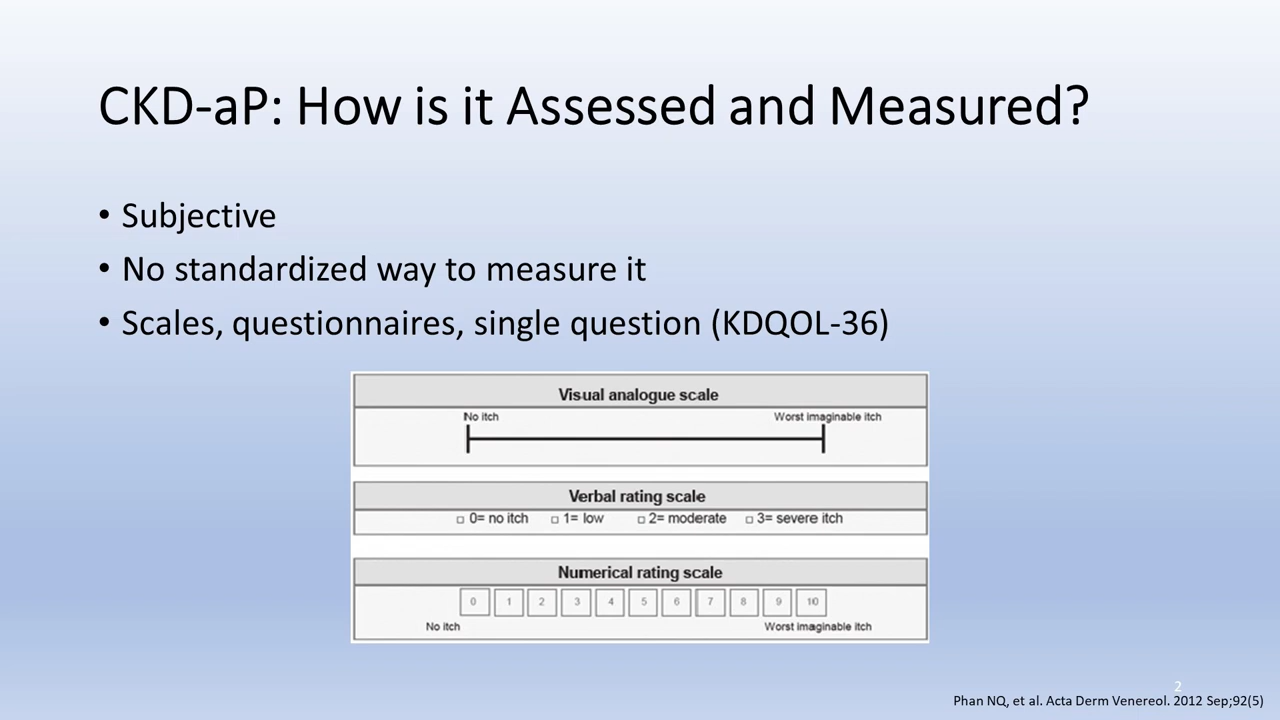 CKD-aP: How is it Assessed and Measured?
• Subjective
• No standardized way to measure it
• Scales, questionnaires, single question (KDQOL-36)
Visual analogue scale
No itch Worst imaginable itch
Verbal rating scale
□ 0= no itch □ 1= low □ 2= moderate □ 3= severe itch
Numerical rating scale
0 1 2 3 4 5 6 7 8 9 10
No itch Worst imaginable itch
2
Phan NQ, et al. Acta Derm Venereol. 2012 Sep;92(5)